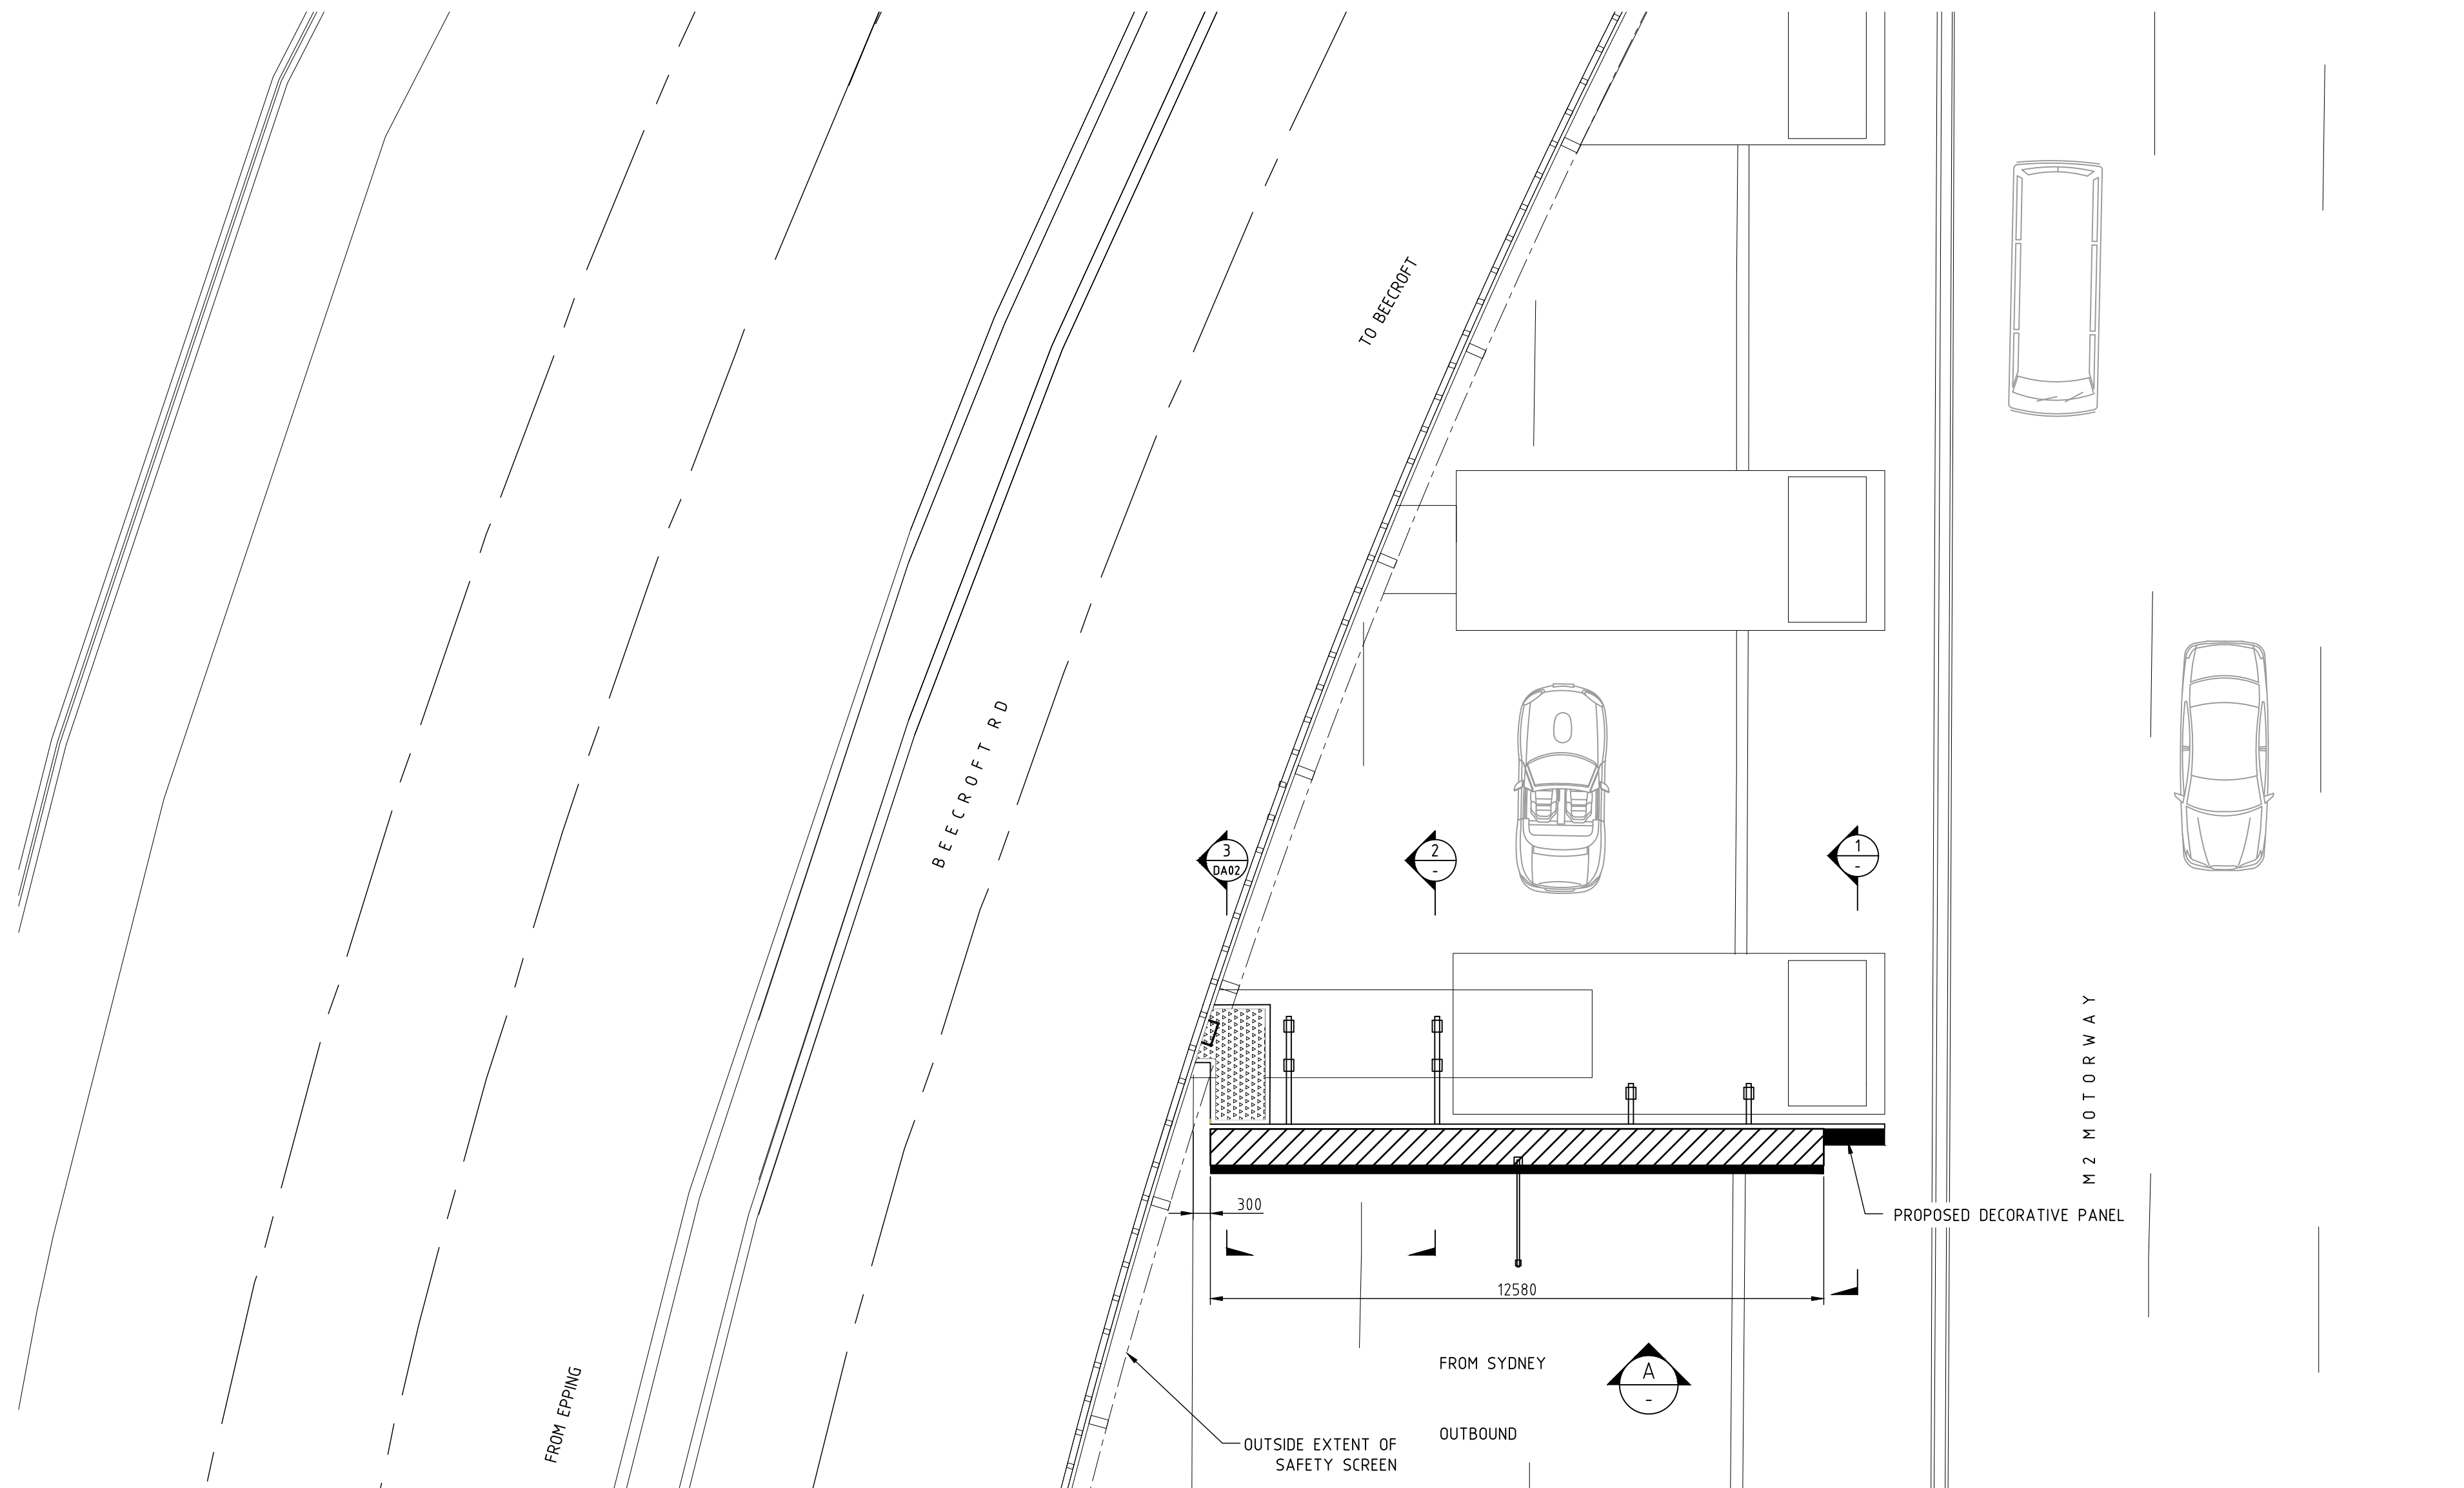 TO BEECROFT
BEECROFT RD
3
DA02
2
-
1
-
M2 MOTORWAY
300
PROPOSED DECORATIVE PANEL
12580
FROM SYDNEY
A
-
FROM EPPING
OUTBOUND
OUTSIDE EXTENT OF
SAFETY SCREEN